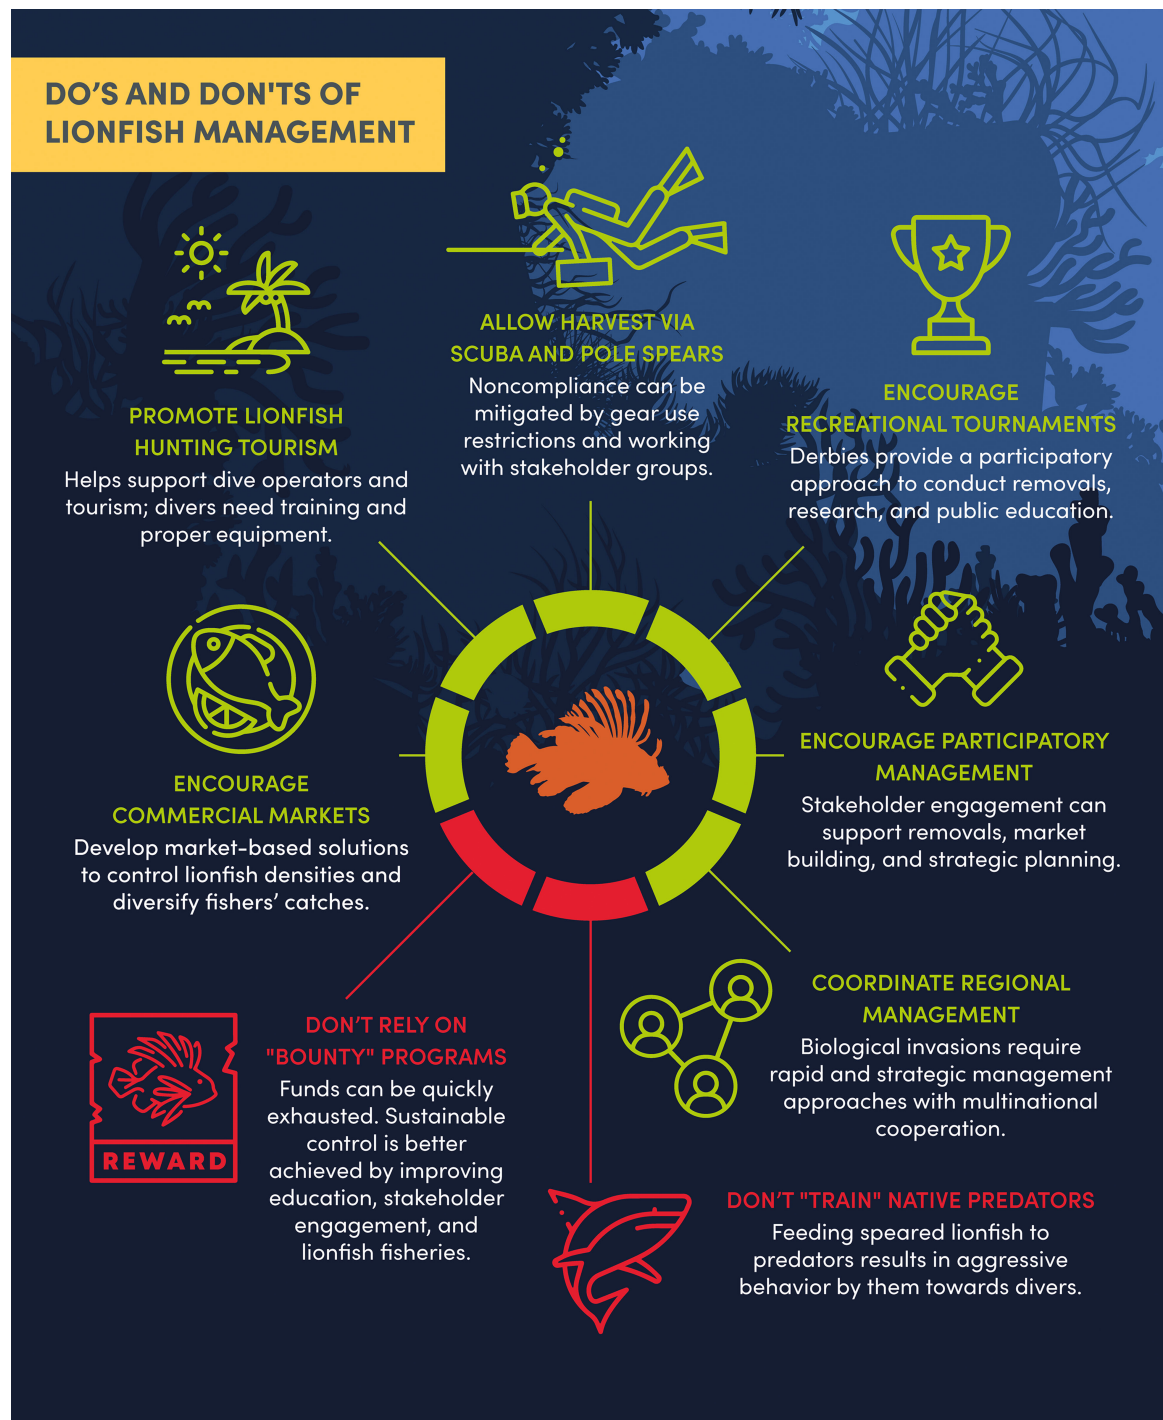 DO’S AND DON'TS OF
LIONFISH MANAGEMENT
PROMOTE LIONFISH
HUNTING TOURISM
Helps support dive operators and
tourism; divers need training and
proper equipment.
ALLOW HARVEST VIA
SCUBA AND POLE SPEARS
Noncompliance can be
mitigated by gear use
restrictions and working
with stakeholder groups.
ENCOURAGE
RECREATIONAL TOURNAMENTS
Derbies provide a participatory
approach to conduct removals,
research, and public education.
ENCOURAGE
COMMERCIAL MARKETS
Develop market-based solutions
to control lionfish densities and
diversify fishers’ catches.
ENCOURAGE PARTICIPATORY
MANAGEMENT
Stakeholder engagement can
support removals, market
building, and strategic planning.
REWARD
DON’T RELY ON
"BOUNTY" PROGRAMS
Funds can be quickly
exhausted. Sustainable
control is better
achieved by improving
education, stakeholder
engagement, and
lionfish fisheries.
COORDINATE REGIONAL
MANAGEMENT
Biological invasions require
rapid and strategic management
approaches with multinational
cooperation.
DON’T "TRAIN" NATIVE PREDATORS
Feeding speared lionfish to
predators results in aggressive
behavior by them towards divers.